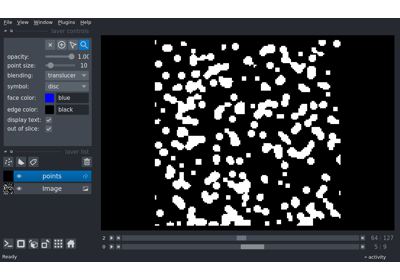 File View Window Plugins Help
layer controls
opacity: 1.00
point size: 10
blending: translucer
symbol: disc
face color: blue
edge color: black
display text:
out of slice:
layer list
points
Image
2 64 127
0 5 9
Ready activity